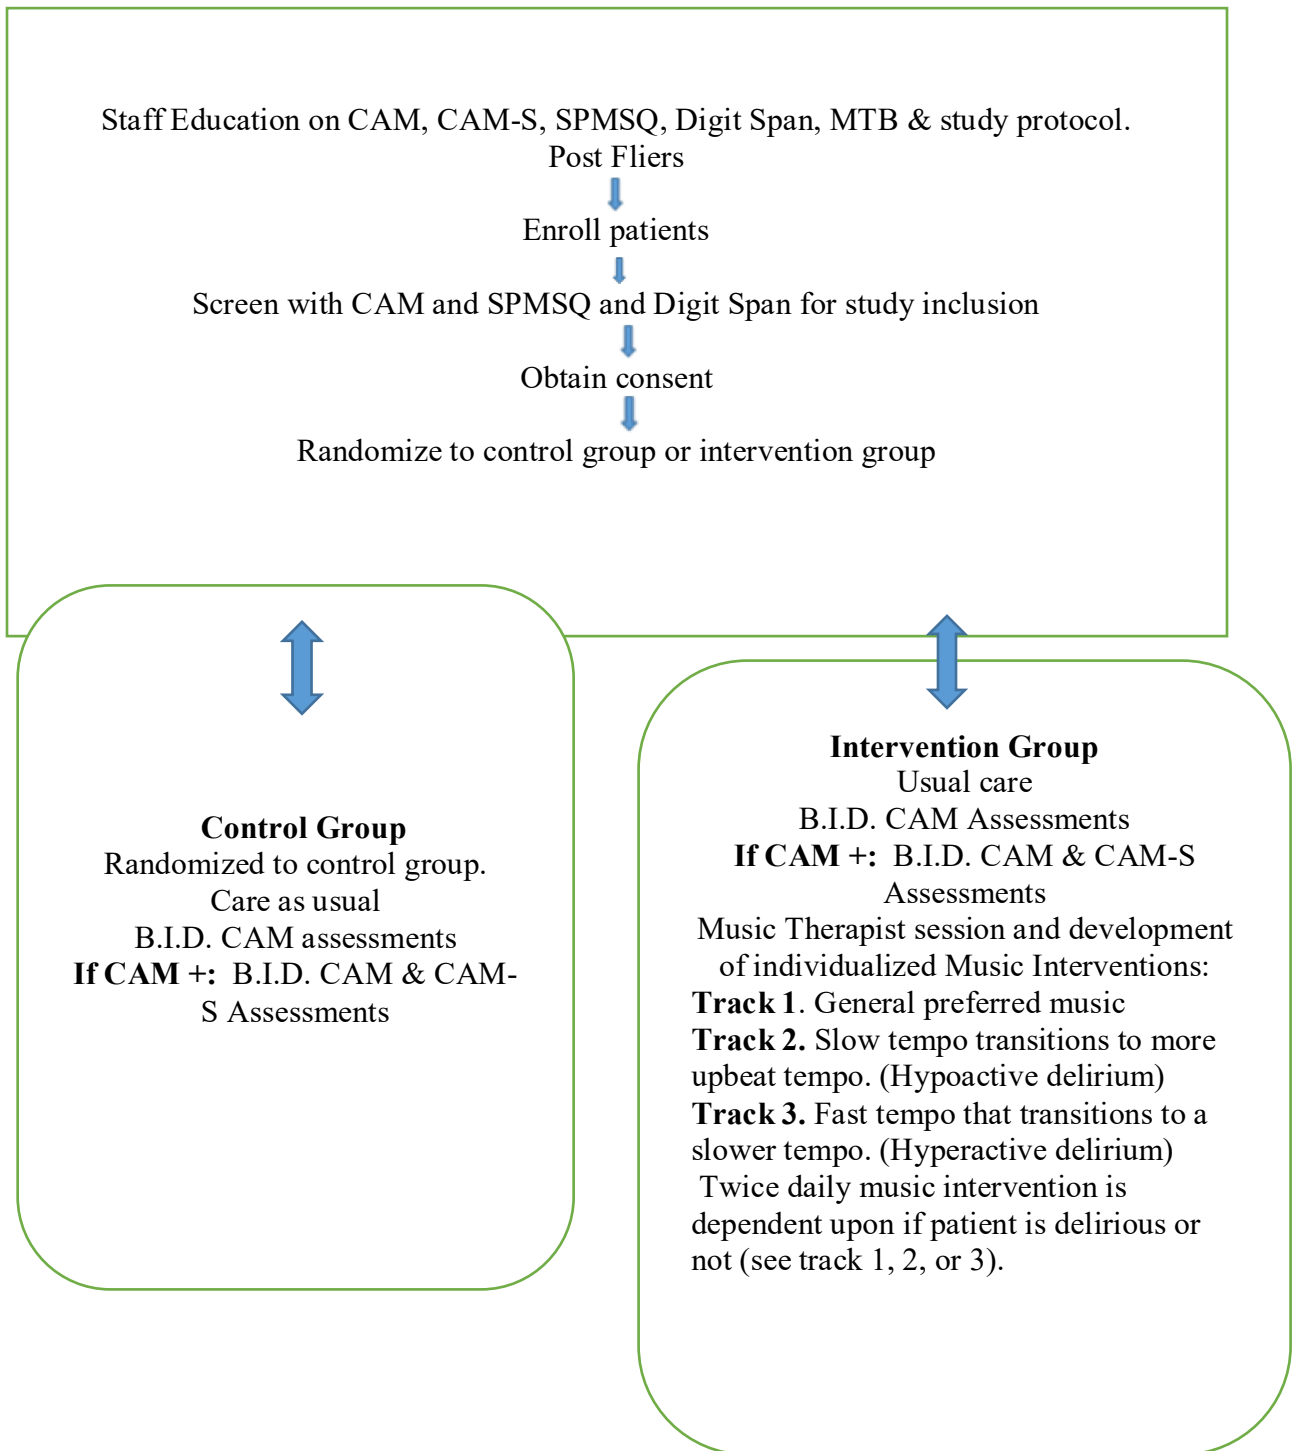 Staff Education on CAM, CAM-S, SPMSQ, Digit Span, MTB & study protocol.
Post Fliers
Enroll patients
Screen with CAM and SPMSQ and Digit Span for study inclusion
Obtain consent
Randomize to control group or intervention group
Control Group
Randomized to control group.
Care as usual
B.I.D. CAM assessments
If CAM +: B.I.D. CAM & CAM-
S Assessments
Intervention Group
Usual care
B.I.D. CAM Assessments
If CAM +: B.I.D. CAM & CAM-S
Assessments
Music Therapist session and development
of individualized Music Interventions:
Track 1. General preferred music
Track 2. Slow tempo transitions to more
upbeat tempo. (Hypoactive delirium)
Track 3. Fast tempo that transitions to a
slower tempo. (Hyperactive delirium)
Twice daily music intervention is
dependent upon if patient is delirious or
not (see track 1, 2, or 3).